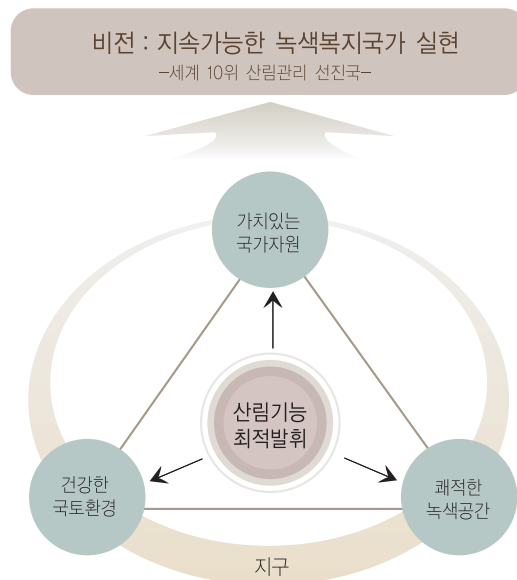 비전 : 지속가능한 녹색복지국가 실현
–세계 10위 산림관리 선진국–
가치있는
국가자원
산림기능
최적발휘
건강한
국토환경
쾌적한
녹색공간
지구